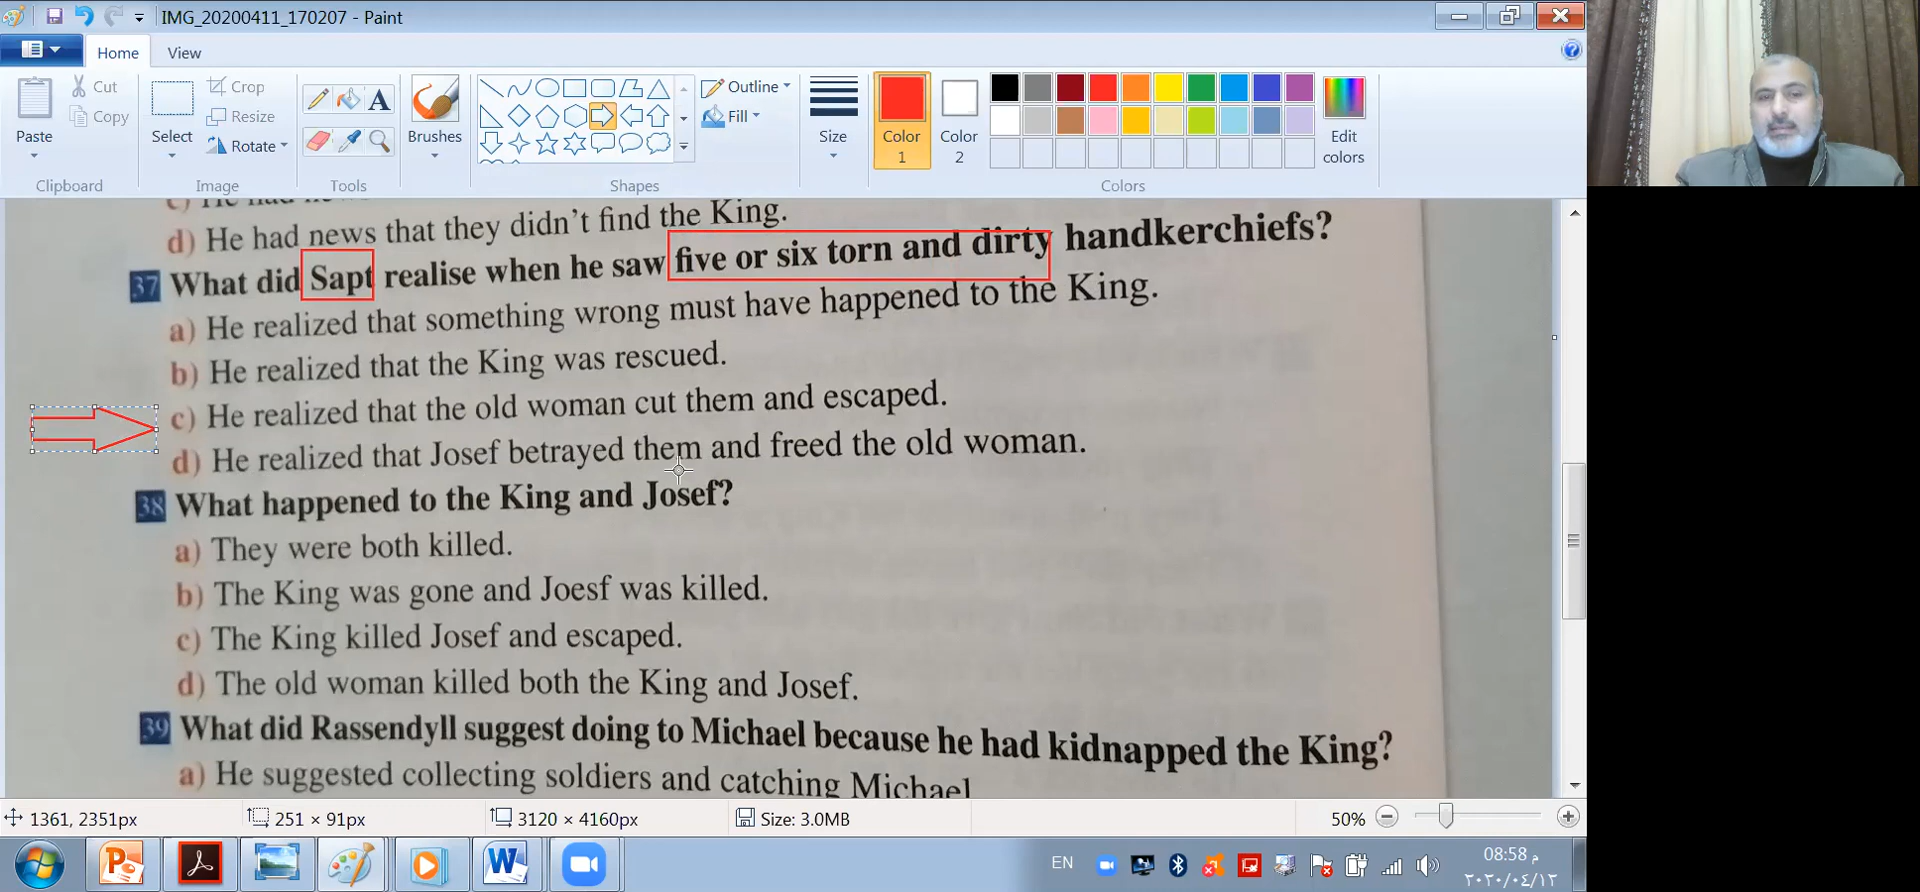 IMG_20200411_170207 - Paint
Home View
Cut
Copy
Paste
Clipboard
Select
Crop
Resize
Rotate
Image
Tools
Brushes
Shapes
Outline
Fill
Size
Color 1
Color 2
Edit colors
Colors
d) He had news that they didn't find the King.
37 What did Sapt realise when he saw five or six torn and dirty handkerchiefs?
a) He realized that something wrong must have happened to the King.
b) He realized that the King was rescued.
c) He realized that the old woman cut them and escaped.
d) He realized that Josef betrayed them and freed the old woman.
38 What happened to the King and Josef?
a) They were both killed.
b) The King was gone and Joesf was killed.
c) The King killed Josef and escaped.
d) The old woman killed both the King and Josef.
39 What did Rassendyll suggest doing to Michael because he had kidnapped the King?
a) He suggested collecting soldiers and catching Michael
1361, 2351px 251 × 91px 3120 × 4160px Size: 3.0MB 50%
EN
08:58 م
٢٠٢٠/٠٤/١٢